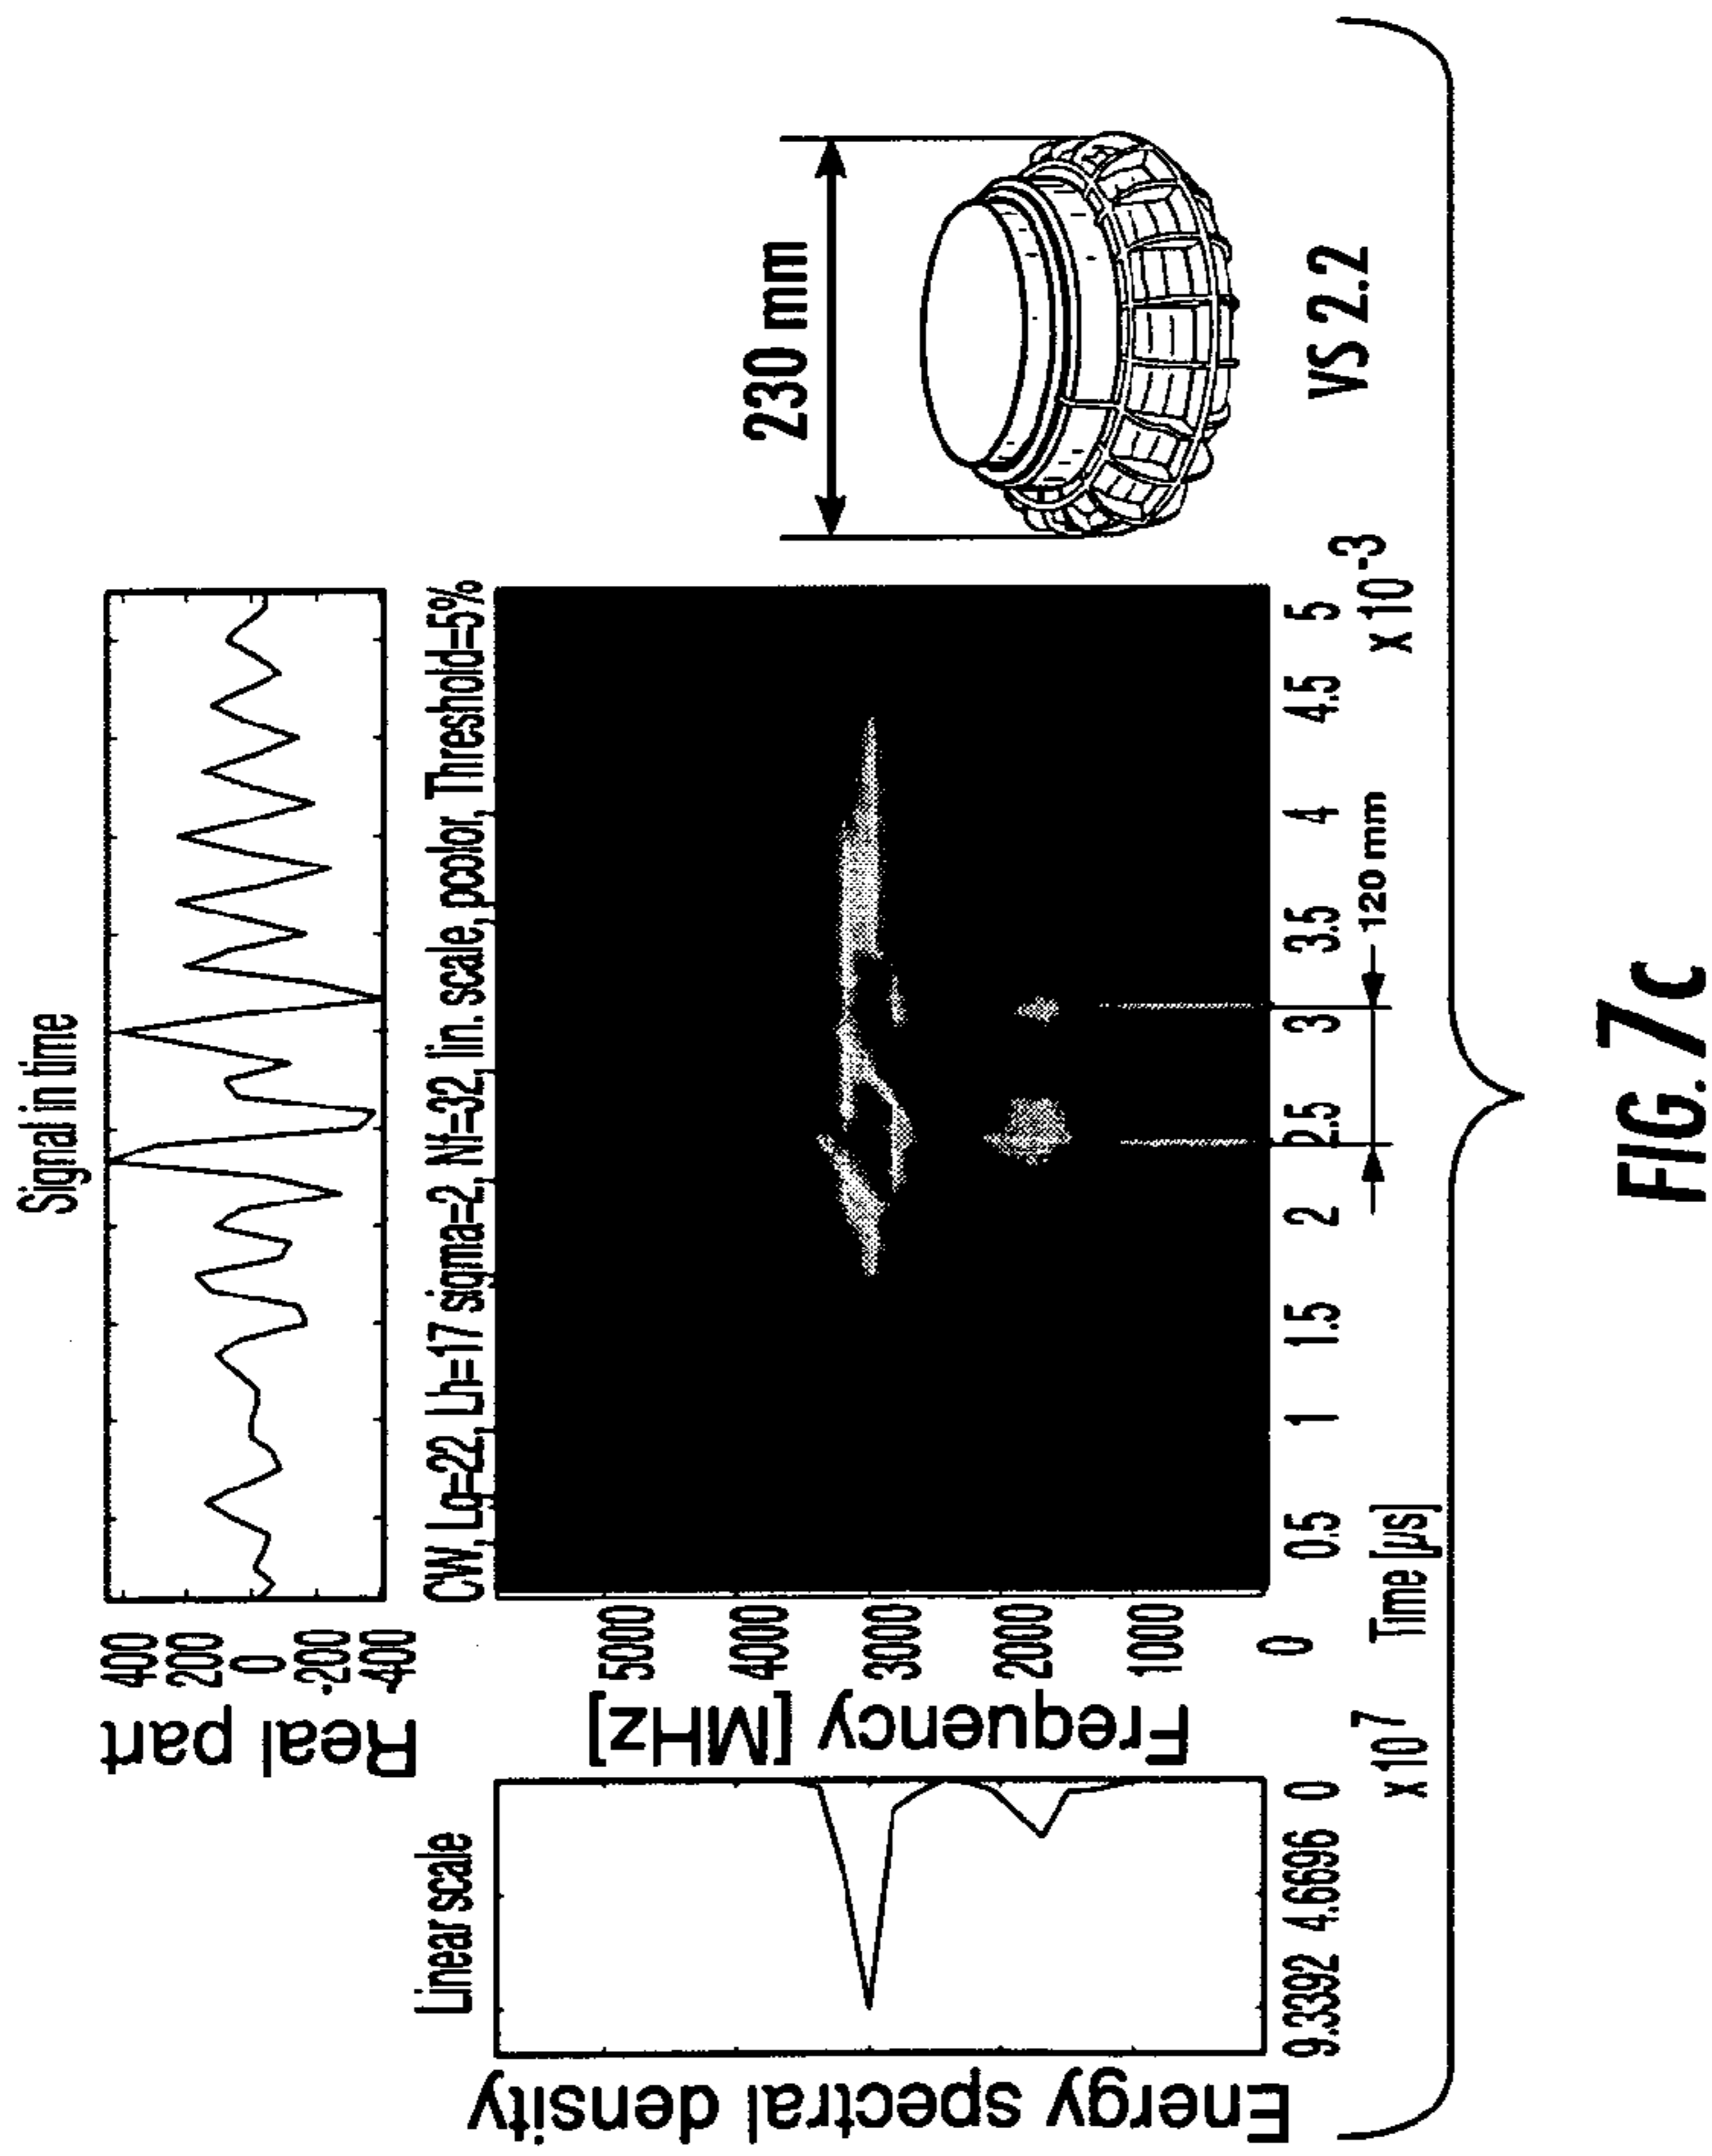 Signal in time
Real part
400
200
0
-200
-400
CW, Lg=22, Lh=17 sigma=2, Nf=32, lin. scale, pcolor, Threshold=5%
Linear scale
Energy spectral density
Frequency [MHz]
5000
4000
3000
2000
1000
0
9.3392 4.6696 0
x 10^7
0.5 1 1.5 2 2.5 3 3.5 4 4.5 5
Time [µs]
x 10^-3
120 mm
230 mm
VS 2.2
FIG. 7C